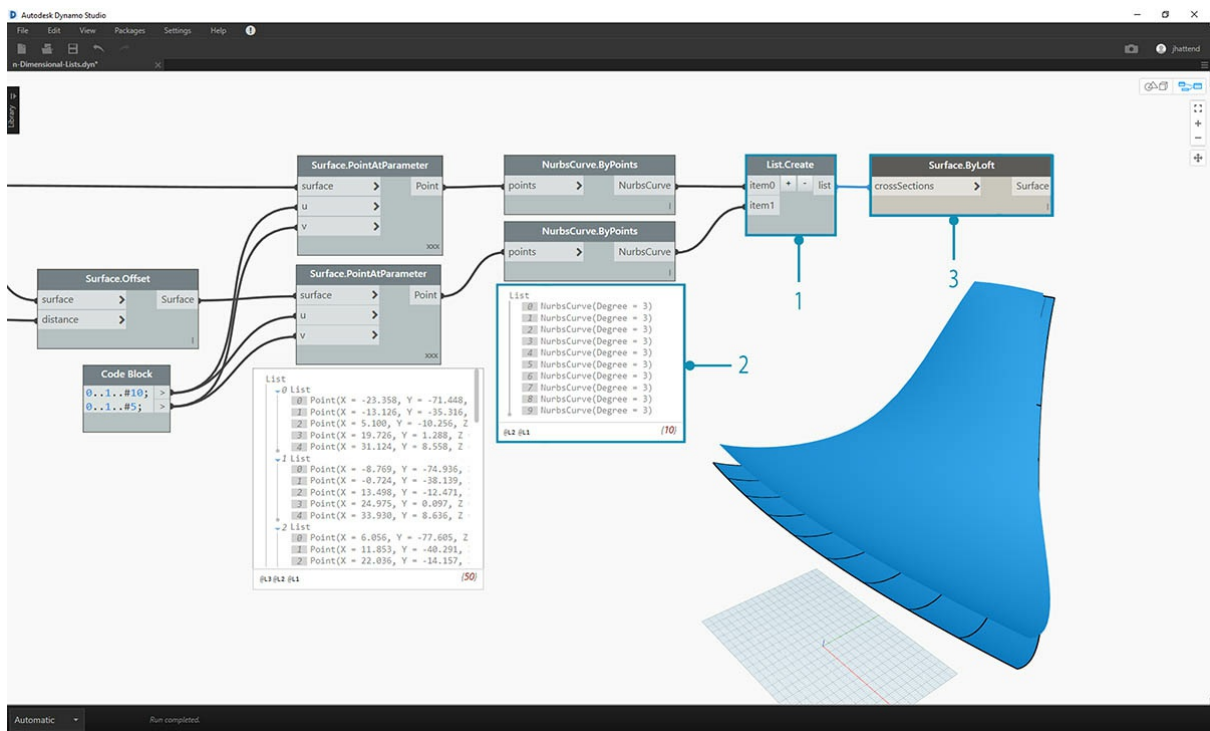 Autodesk Dynamo Studio
File Edit View Packages Settings Help
jhattend
n-Dimensional-Lists.dyn*
Library
Surface.PointAtParameter
surface > Point
u >
v >
xxx
NurbsCurve.ByPoints
points > NurbsCurve
NurbsCurve.ByPoints
points > NurbsCurve
List.Create
item0 + - list
item1
Surface.ByLoft
crossSections > Surface
1
3
Surface.Offset
surface > Surface
distance >
Surface.PointAtParameter
surface > Point
u >
v >
xxx
Code Block
0..1..#10; >
0..1..#5; >
List
0 NurbsCurve(Degree = 3)
1 NurbsCurve(Degree = 3)
2 NurbsCurve(Degree = 3)
3 NurbsCurve(Degree = 3)
4 NurbsCurve(Degree = 3)
5 NurbsCurve(Degree = 3)
6 NurbsCurve(Degree = 3)
7 NurbsCurve(Degree = 3)
8 NurbsCurve(Degree = 3)
9 NurbsCurve(Degree = 3)
@L2 @L1 {10}
2
List
0 List
0 Point(X = -23.358, Y = -71.448,
1 Point(X = -13.126, Y = -35.316,
2 Point(X = 5.100, Y = -10.256, Z
3 Point(X = 19.726, Y = 1.288, Z
4 Point(X = 31.124, Y = 8.558, Z
1 List
0 Point(X = -8.769, Y = -74.936,
1 Point(X = -0.724, Y = -38.139,
2 Point(X = 13.498, Y = -12.471,
3 Point(X = 24.975, Y = 0.097, Z
4 Point(X = 33.930, Y = 8.636, Z
2 List
0 Point(X = 6.056, Y = -77.605, Z
1 Point(X = 11.853, Y = -40.291,
2 Point(X = 22.036, Y = -14.157,
@L3 @L2 @L1 {50}
Automatic
Run completed.